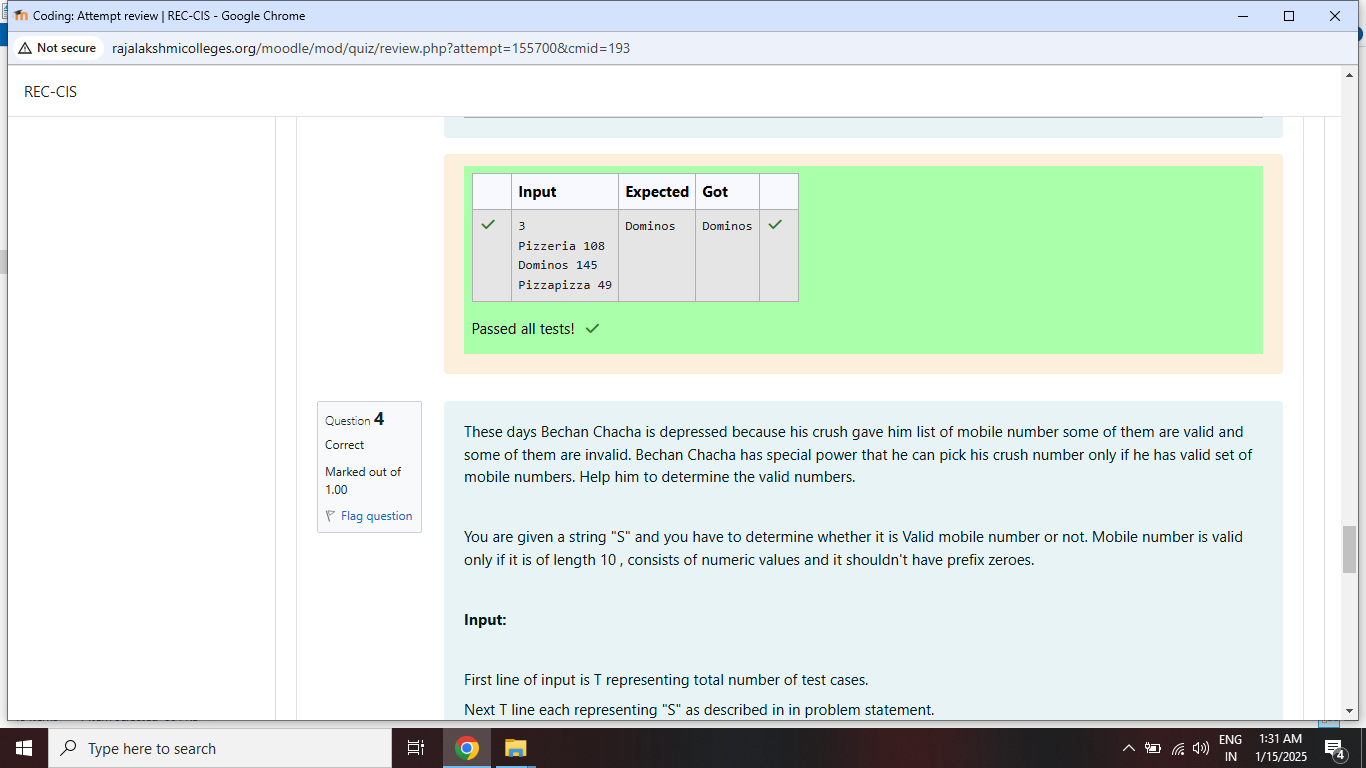 Coding: Attempt review | REC-CIS - Google Chrome
Not secure
rajalakshmicolleges.org/moodle/mod/quiz/review.php?attempt=155700&cmid=193
REC-CIS
Input Expected Got
3 Dominos Dominos
Pizzeria 108
Dominos 145
Pizzapizza 49
Passed all tests!
Question 4
Correct
Marked out of
1.00
Flag question
These days Bechan Chacha is depressed because his crush gave him list of mobile number some of them are valid and
some of them are invalid. Bechan Chacha has special power that he can pick his crush number only if he has valid set of
mobile numbers. Help him to determine the valid numbers.
You are given a string "S" and you have to determine whether it is Valid mobile number or not. Mobile number is valid
only if it is of length 10 , consists of numeric values and it shouldn't have prefix zeroes.
Input:
First line of input is T representing total number of test cases.
Next T line each representing "S" as described in in problem statement.
Type here to search
ENG
IN
1:31 AM
1/15/2025
4